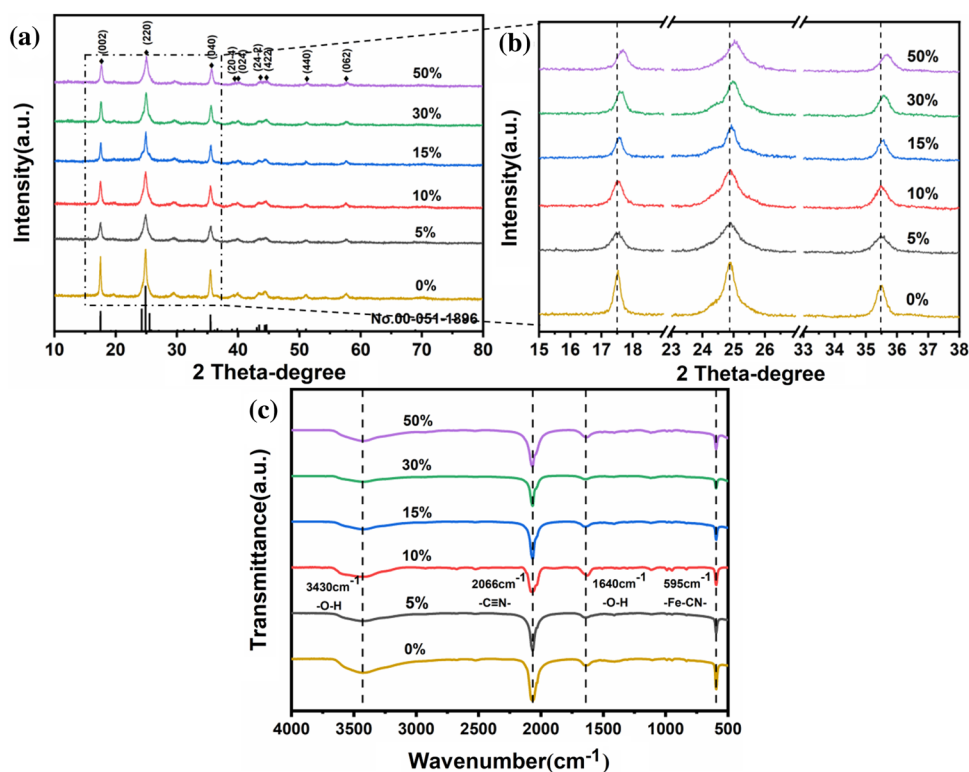 (a)
Intensity(a.u.)
(002)
(220)
(040)
(20-4)
(024)
(24-2)
(422)
(440)
(062)
50%
30%
15%
10%
5%
0%
No.00-051-1896
10 20 30 40 50 60 70 80
2 Theta-degree
(b)
Intensity(a.u.)
50%
30%
15%
10%
5%
0%
15 16 17 18 23 24 25 26 33 34 35 36 37 38
2 Theta-degree
(c)
Transmittance(a.u.)
50%
30%
15%
10%
3430cm-1 2066cm-1 1640cm-1 595cm-1
-O-H -C≡N- -O-H -Fe-CN-
5%
0%
4000 3500 3000 2500 2000 1500 1000 500
Wavenumber(cm-1)